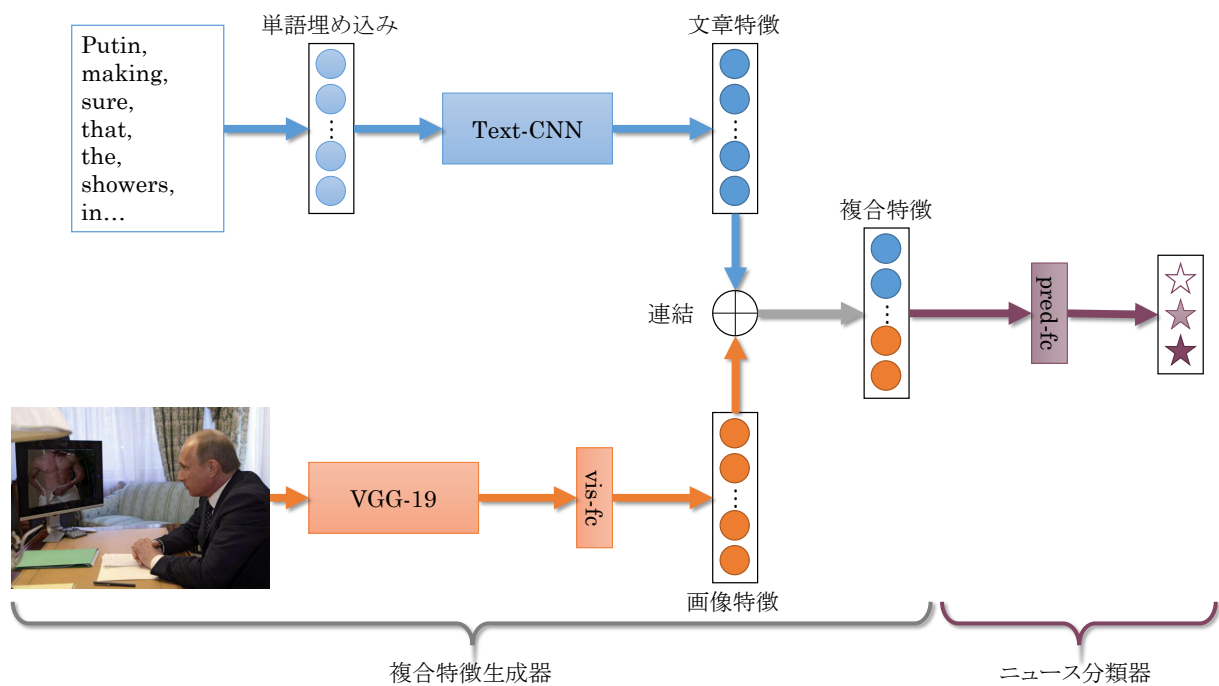 単語埋め込み
文章特徴
Putin,
making,
sure,
that,
the,
showers,
in…
Text-CNN
複合特徴
連結
pred-fc
VGG-19
vis-fc
画像特徴
複合特徴生成器
ニュース分類器